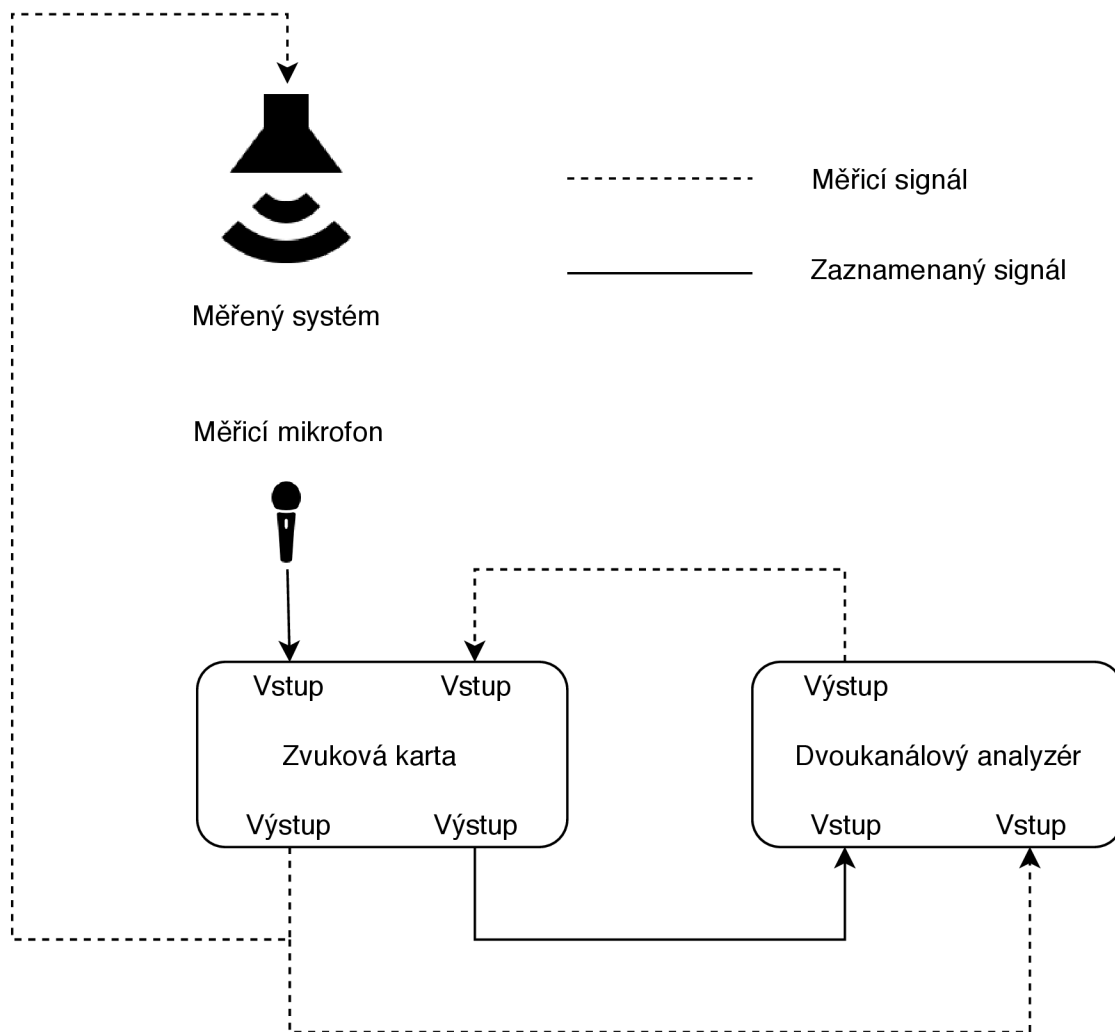 Měřicí signál
Zaznamenaný signál
Měřený systém
Měřicí mikrofon
Vstup Vstup
Zvuková karta
Výstup Výstup
Výstup
Dvoukanálový analyzér
Vstup Vstup